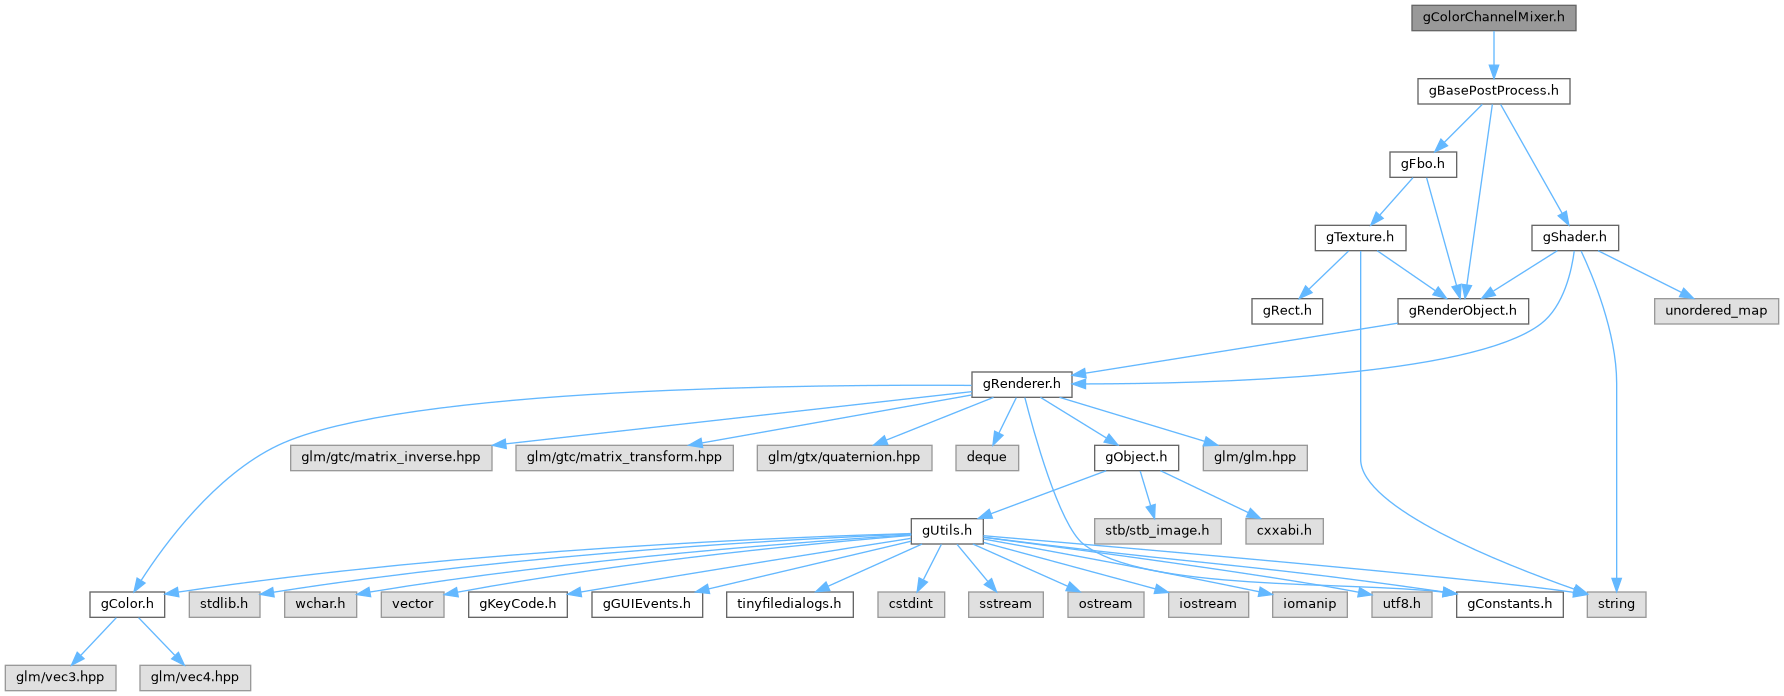 gColorChannelMixer.h
gBasePostProcess.h
gFbo.h
gTexture.h
gShader.h
gRect.h
gRenderObject.h
unordered_map
gRenderer.h
glm/gtc/matrix_inverse.hpp
glm/gtc/matrix_transform.hpp
glm/gtx/quaternion.hpp
deque
gObject.h
glm/glm.hpp
gUtils.h
stb/stb_image.h
cxxabi.h
gColor.h
stdlib.h
wchar.h
vector
gKeyCode.h
gGUIEvents.h
tinyfiledialogs.h
cstdint
sstream
ostream
iostream
iomanip
utf8.h
gConstants.h
string
glm/vec3.hpp
glm/vec4.hpp